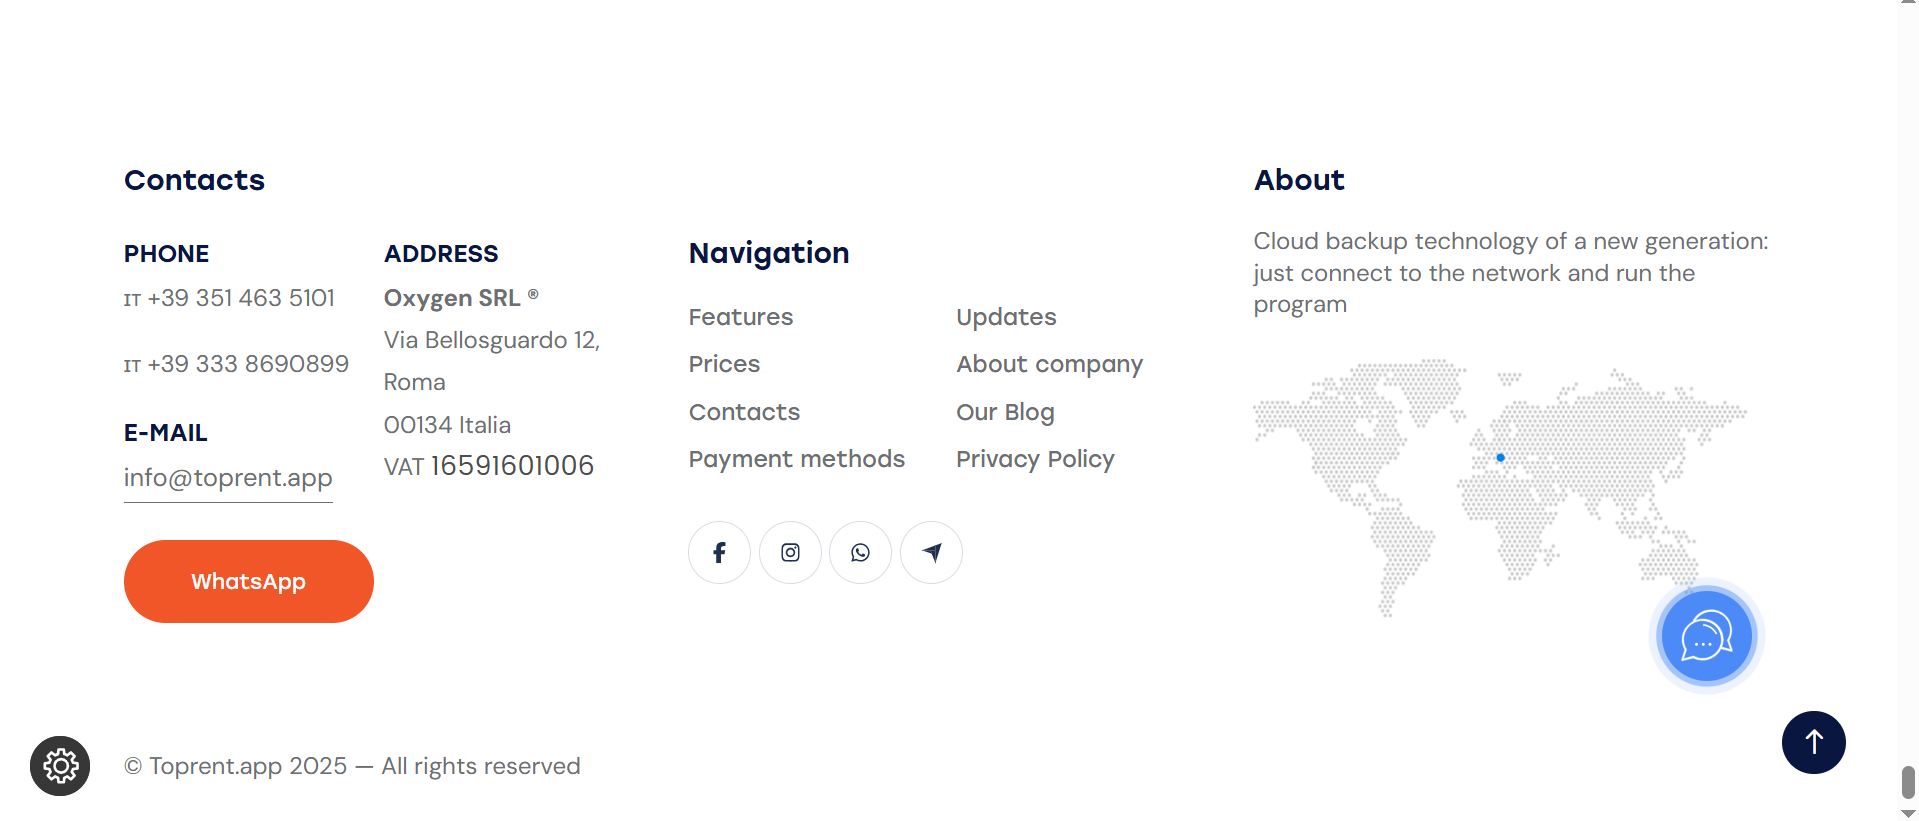 Contacts
PHONE
IT +39 351 463 5101
IT +39 333 8690899
E-MAIL
info@toprent.app
WhatsApp
ADDRESS
Oxygen SRL ®
Via Bellosguardo 12,
Roma
00134 Italia
VAT 16591601006
Navigation
Features
Prices
Contacts
Payment methods
Updates
About company
Our Blog
Privacy Policy
About
Cloud backup technology of a new generation:
just connect to the network and run the
program
© Toprent.app 2025 — All rights reserved